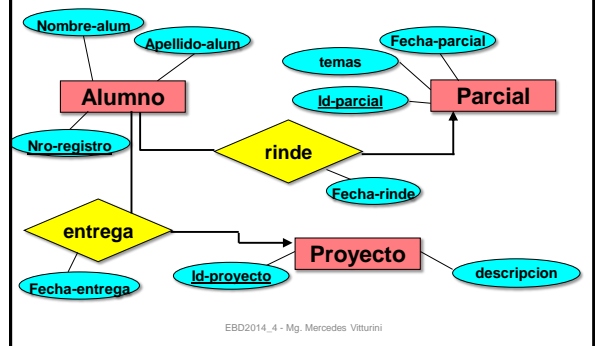 Nombre-alum
Apellido-alum
Fecha-parcial
temas
Alumno
Parcial
Id-parcial
Nro-registro
rinde
Fecha-rinde
entrega
Proyecto
Id-proyecto
descripcion
Fecha-entrega
EBD2014_4 - Mg. Mercedes Vitturini